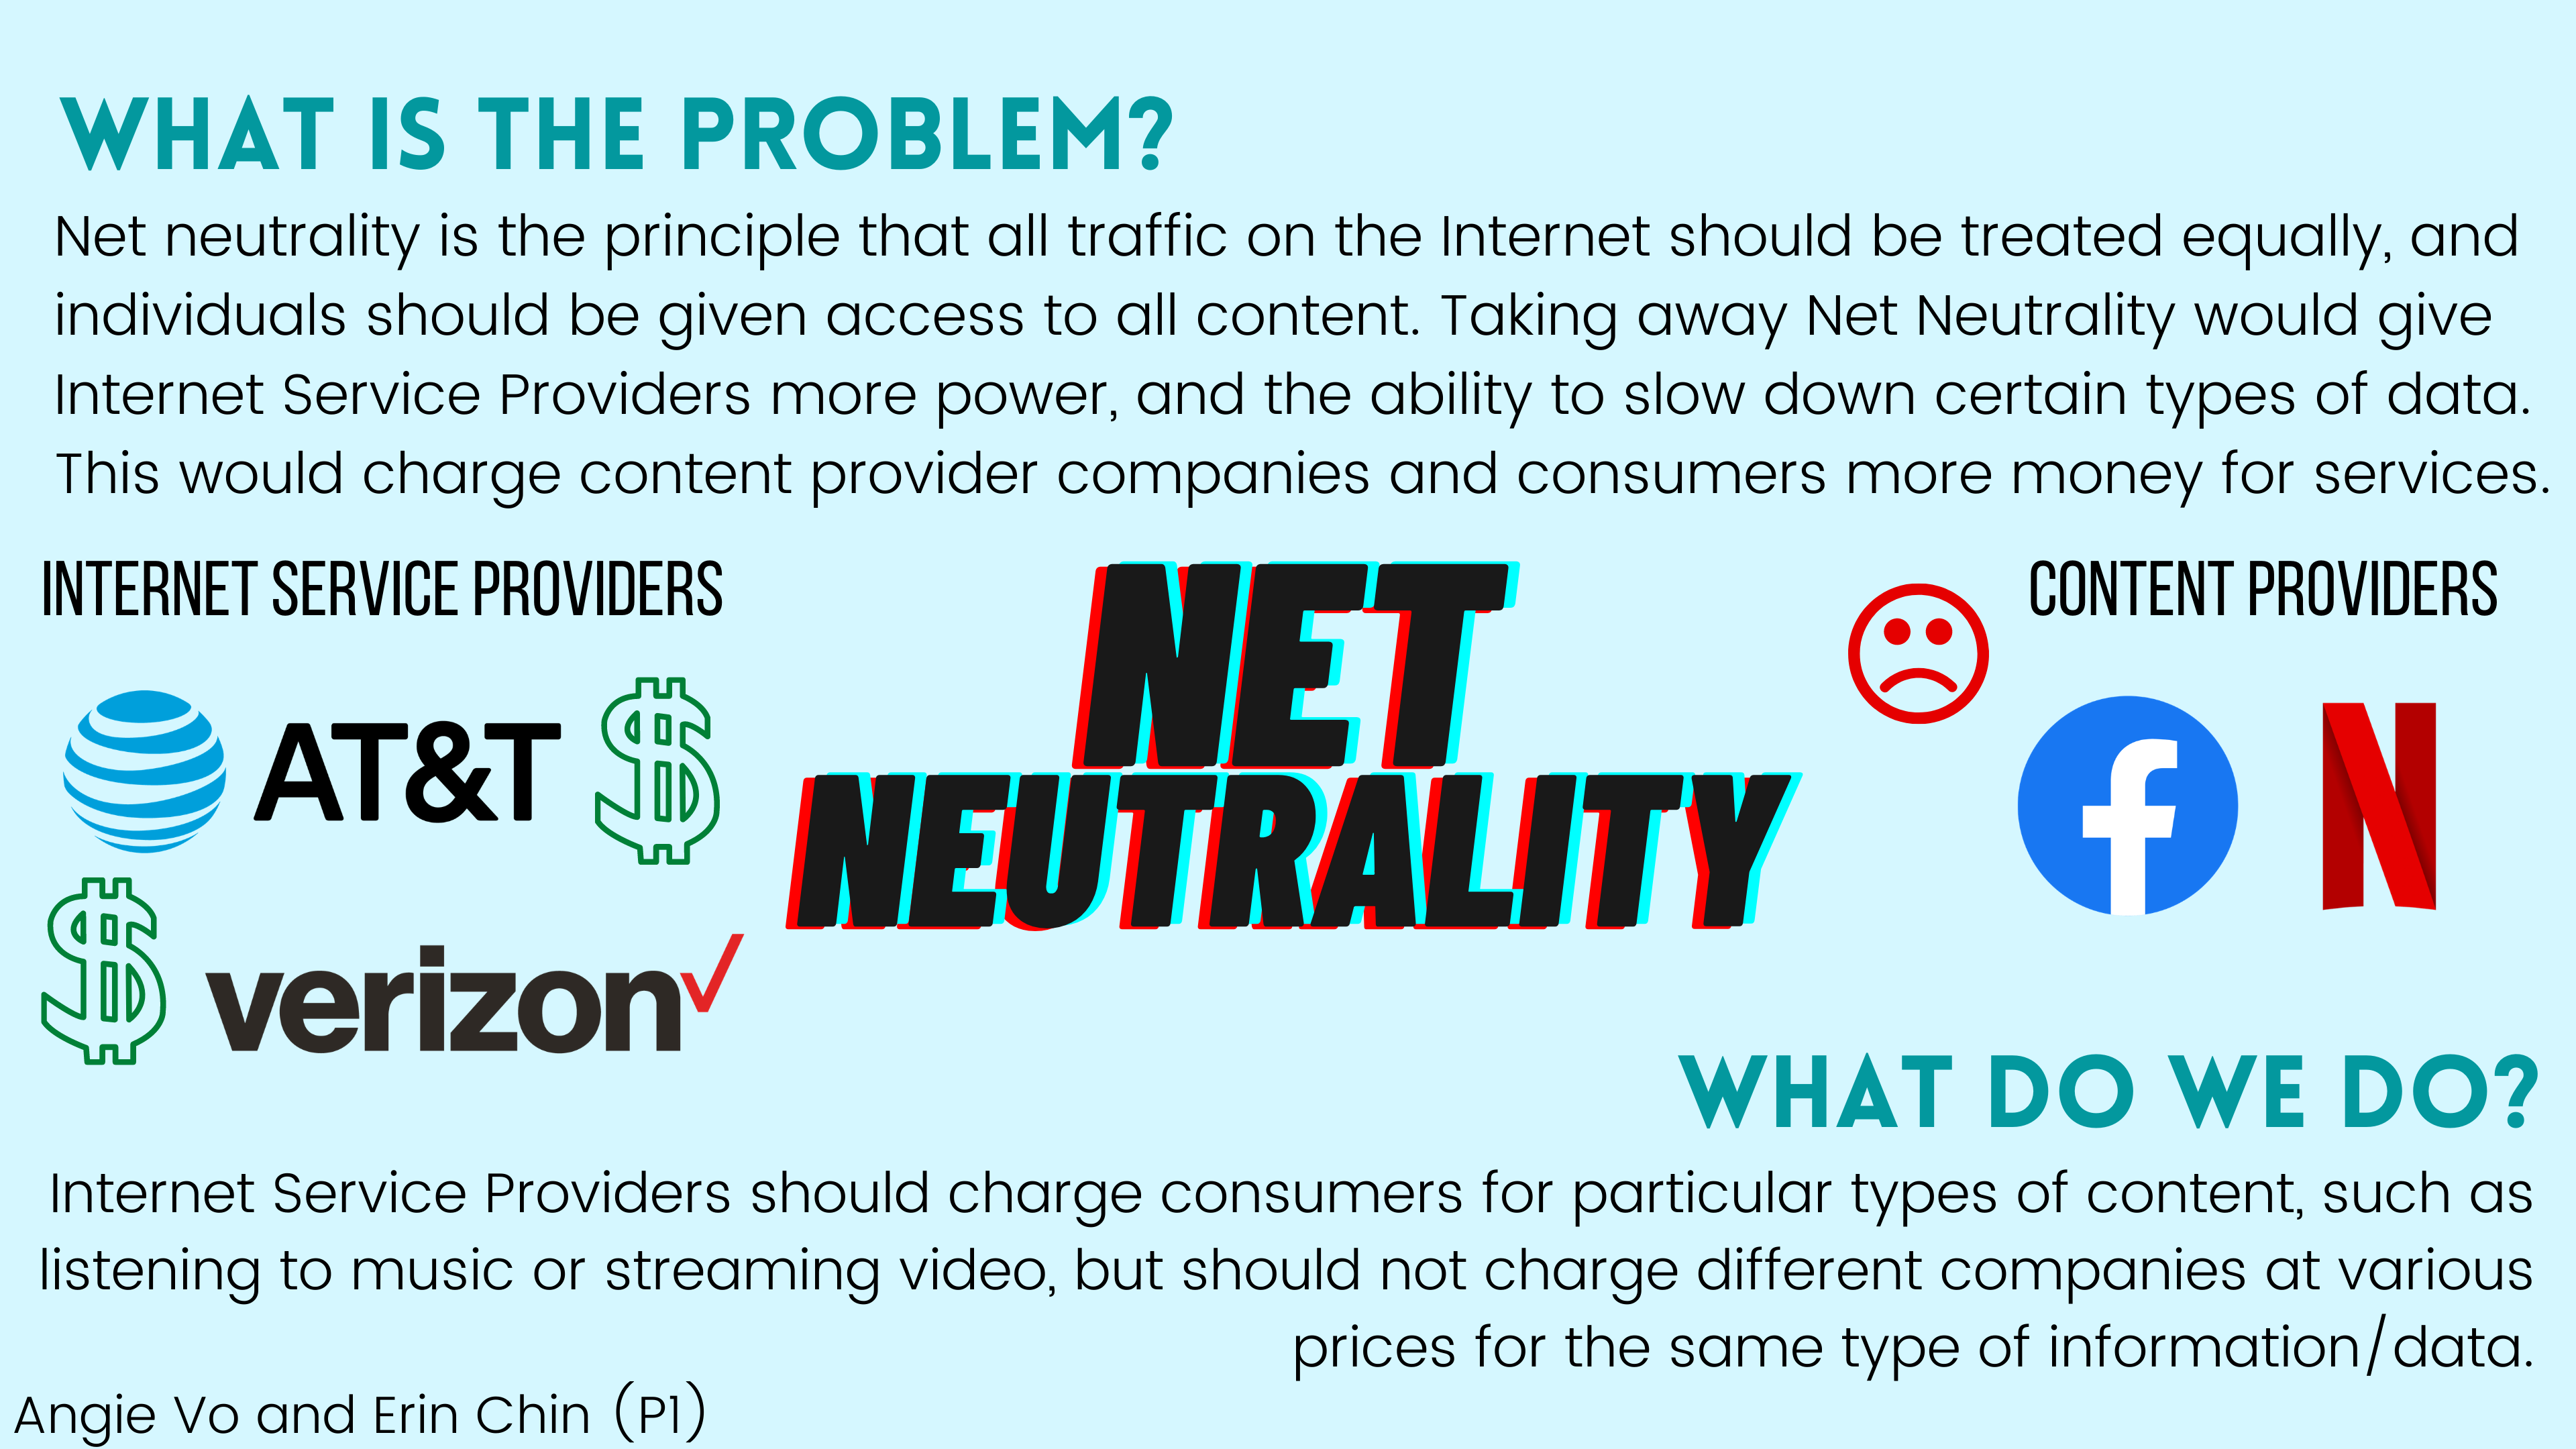 WHAT IS THE PROBLEM?
Net neutrality is the principle that all traffic on the Internet should be treated equally, and
individuals should be given access to all content. Taking away Net Neutrality would give
Internet Service Providers more power, and the ability to slow down certain types of data.
This would charge content provider companies and consumers more money for services.
INTERNET SERVICE PROVIDERS
AT&T
$
$
verizon
NET
NEUTRALITY
CONTENT PROVIDERS
f
N
WHAT DO WE DO?
Internet Service Providers should charge consumers for particular types of content, such as
listening to music or streaming video, but should not charge different companies at various
prices for the same type of information/data.
Angie Vo and Erin Chin (P1)